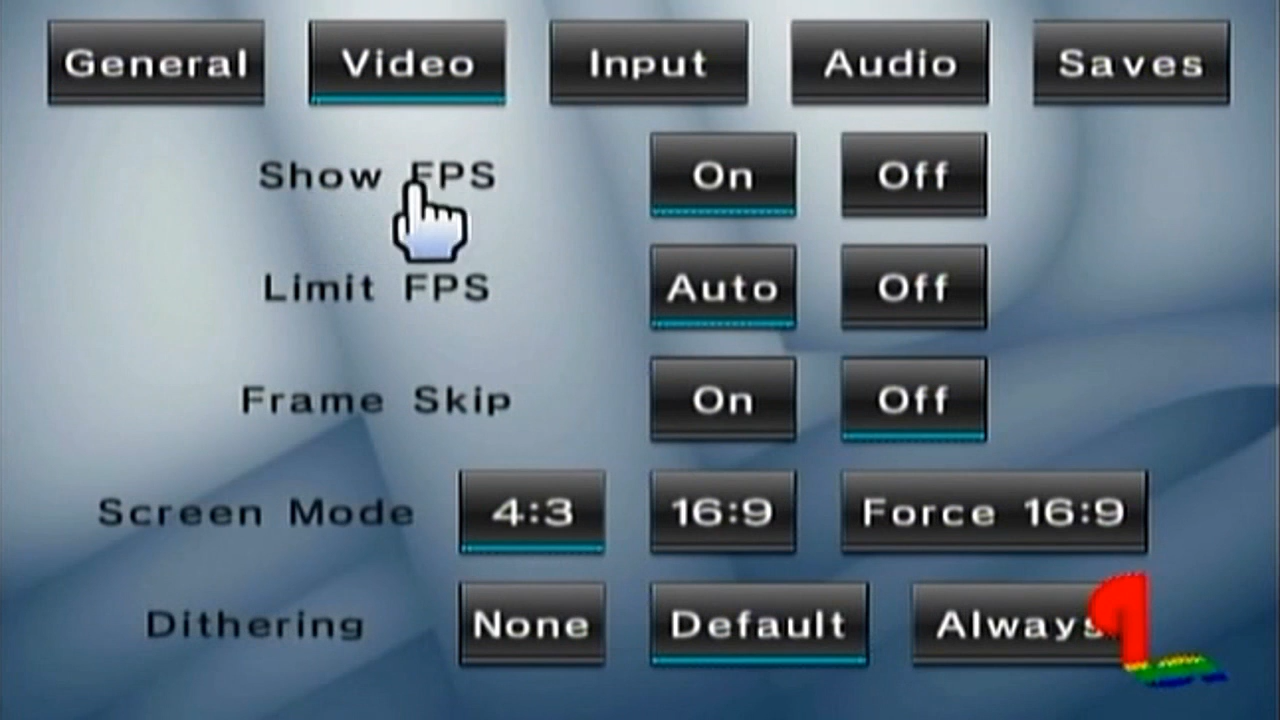 General Video Input Audio Saves
Show FPS On Off
Limit FPS Auto Off
Frame Skip On Off
Screen Mode 4:3 16:9 Force 16:9
Dithering None Default Always